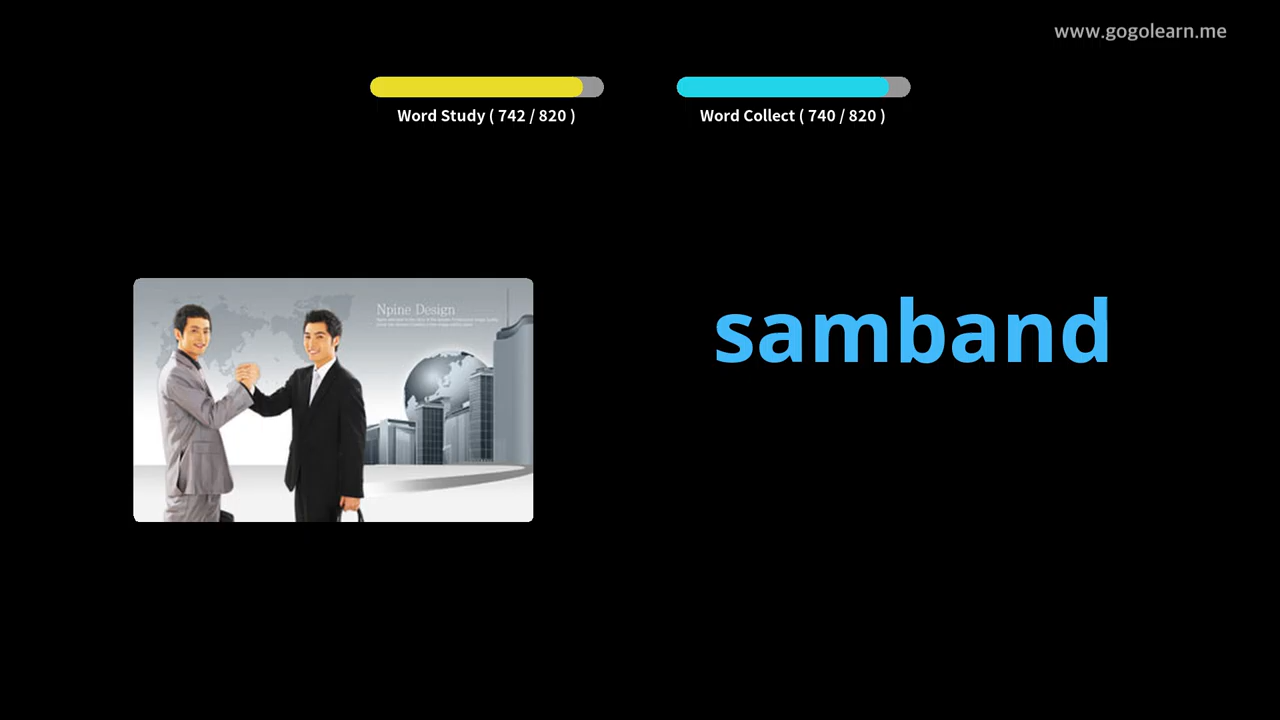 www.gogolearn.me
Word Study ( 742 / 820 )
Word Collect ( 740 / 820 )
Npine Design
samband